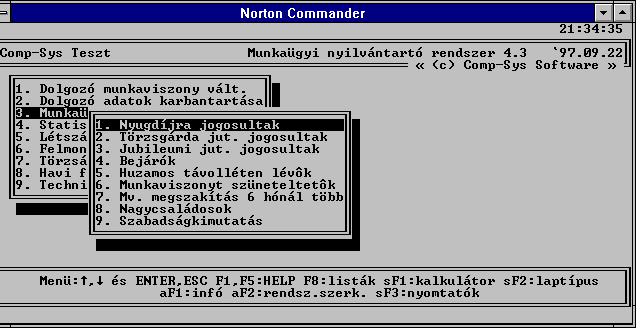 Norton Commander
21:34:35
Comp-Sys Teszt Munkaügyi nyilvántartó rendszer 4.3 `97.09.22
« (c) Comp-Sys Software »
1. Dolgozó munkaviszony vált.
2. Dolgozó adatok karbantartása
3. Munkaü
4. Statis
5. Létszá
6. Felmon
7. Törzsá
8. Havi f
9. Techni
1. Nyugdíjra jogosultak
2. Törzsgárda jut. jogosultak
3. Jubileumi jut. jogosultak
4. Bejárók
5. Huzamos távolléten lévôk
6. Munkaviszonyt szüneteltetôk
7. Mv. megszakítás 6 hónál több
8. Nagycsaládosok
9. Szabadságkimutatás
Menü:↑,↓ és ENTER,ESC F1,F5:HELP F8:listák sF1:kalkulátor sF2:laptípus
aF1:infó aF2:rendsz.szerk. sF3:nyomtatók